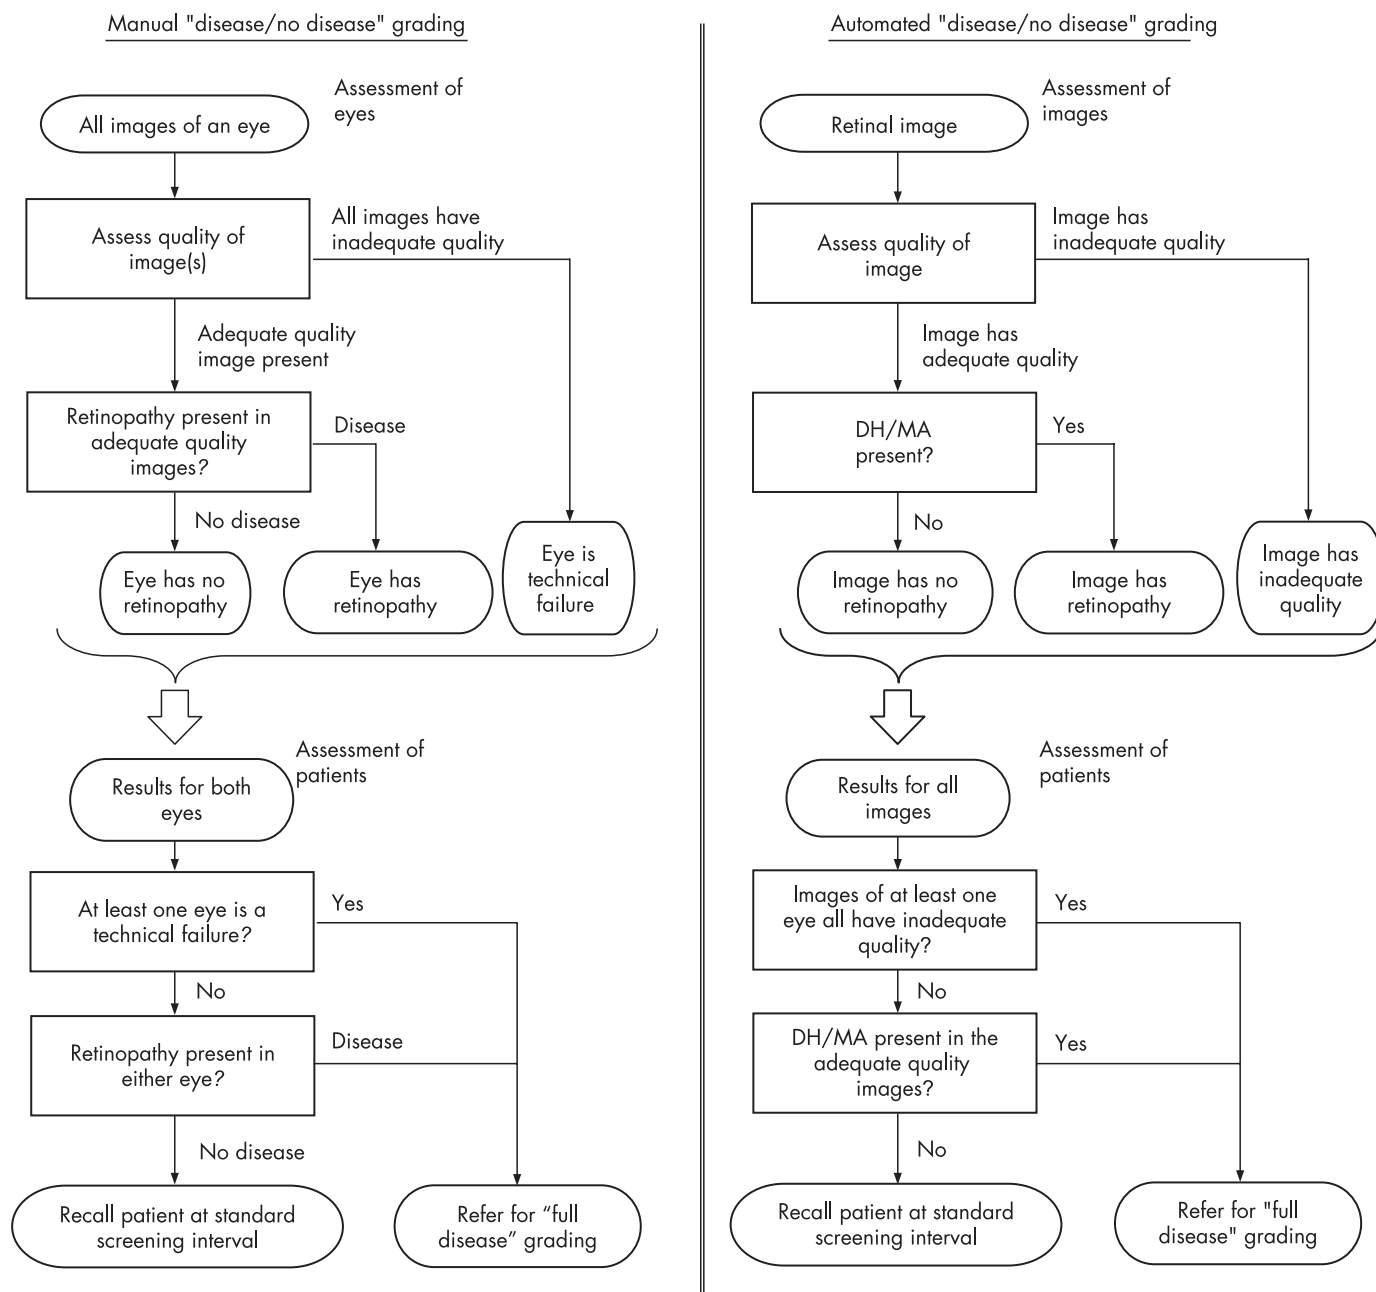 Manual "disease/no disease" grading
Assessment of
eyes
All images of an eye
All images have
inadequate quality
Assess quality of
image(s)
Adequate quality
image present
Retinopathy present in
adequate quality
images?
Disease
No disease
Eye has no
retinopathy
Eye has
retinopathy
Eye is
technical
failure
Assessment of
patients
Results for both
eyes
At least one eye is a
technical failure?
Yes
No
Retinopathy present in
either eye?
Disease
No disease
Recall patient at standard
screening interval
Refer for “full
disease” grading
Automated "disease/no disease" grading
Assessment of
images
Retinal image
Image has
inadequate quality
Assess quality of
image
Image has
adequate quality
DH/MA
present?
Yes
No
Image has no
retinopathy
Image has
retinopathy
Image has
inadequate
quality
Assessment of
patients
Results for all
images
Images of at least one
eye all have inadequate
quality?
Yes
No
DH/MA present in the
adequate quality
images?
Yes
No
Recall patient at standard
screening interval
Refer for "full
disease" grading